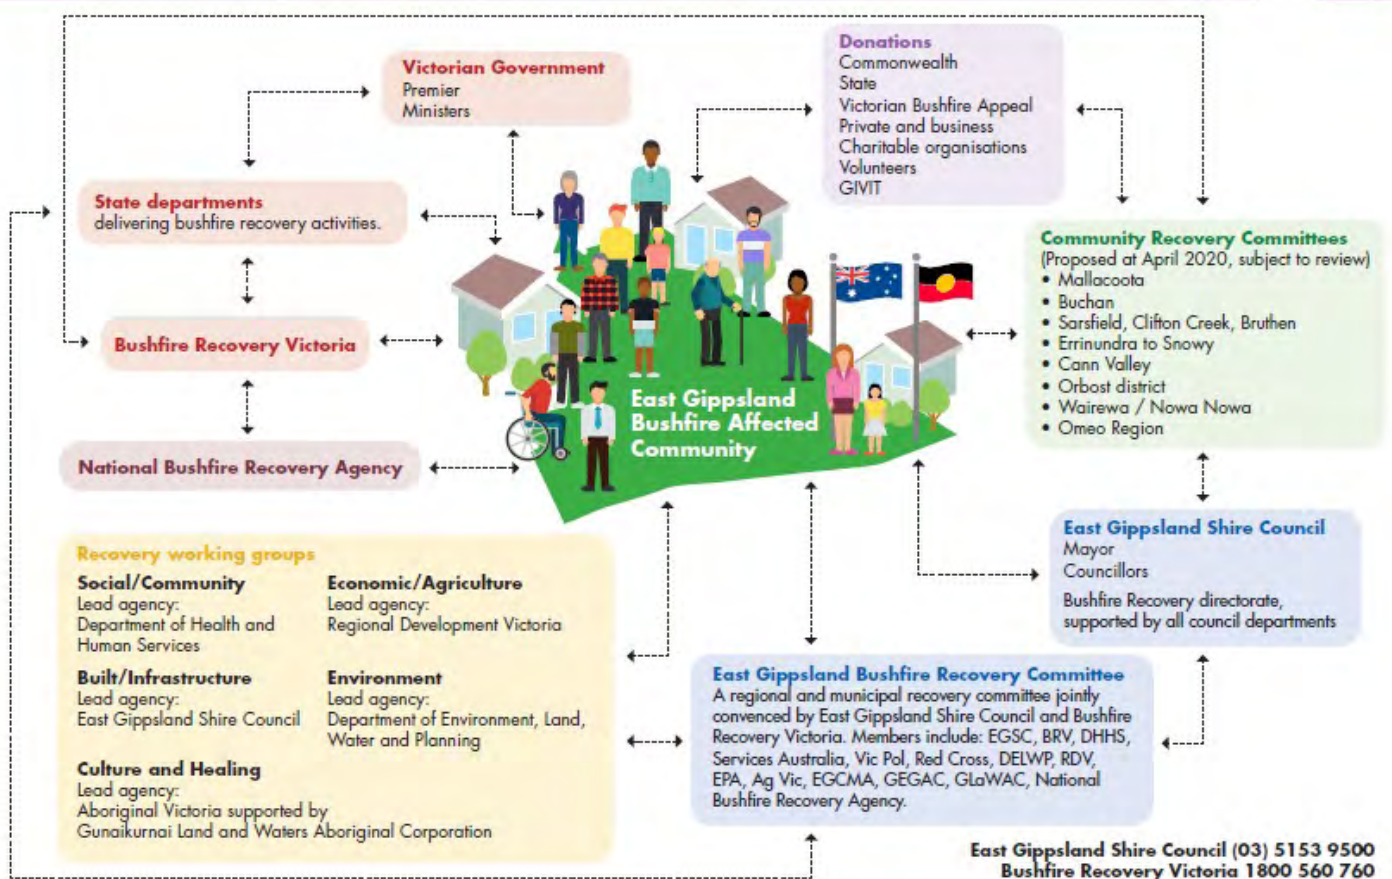 Victorian Government
Premier
Ministers
Donations
Commonwealth
State
Victorian Bushfire Appeal
Private and business
Charitable organisations
Volunteers
GIVIT
State departments
delivering bushfire recovery activities.
Bushfire Recovery Victoria
National Bushfire Recovery Agency
East Gippsland
Bushfire Affected
Community
Community Recovery Committees
(Proposed at April 2020, subject to review)
• Mallacoota
• Buchan
• Sarsfield, Clifton Creek, Bruthen
• Errinundra to Snowy
• Cann Valley
• Orbost district
• Wairewa / Nowa Nowa
• Omeo Region
East Gippsland Shire Council
Mayor
Councillors
Bushfire Recovery directorate,
supported by all council departments
Recovery working groups
Social/Community
Lead agency:
Department of Health and
Human Services
Economic/Agriculture
Lead agency:
Regional Development Victoria
Built/Infrastructure
Lead agency:
East Gippsland Shire Council
Environment
Lead agency:
Department of Environment, Land,
Water and Planning
Culture and Healing
Lead agency:
Aboriginal Victoria supported by
Gunaikurnai Land and Waters Aboriginal Corporation
East Gippsland Bushfire Recovery Committee
A regional and municipal recovery committee jointly
convenced by East Gippsland Shire Council and Bushfire
Recovery Victoria. Members include: EGSC, BRV, DHHS,
Services Australia, Vic Pol, Red Cross, DELWP, RDV,
EPA, Ag Vic, EGCMA, GEGAC, GLaWAC, National
Bushfire Recovery Agency.
East Gippsland Shire Council (03) 5153 9500
Bushfire Recovery Victoria 1800 560 760